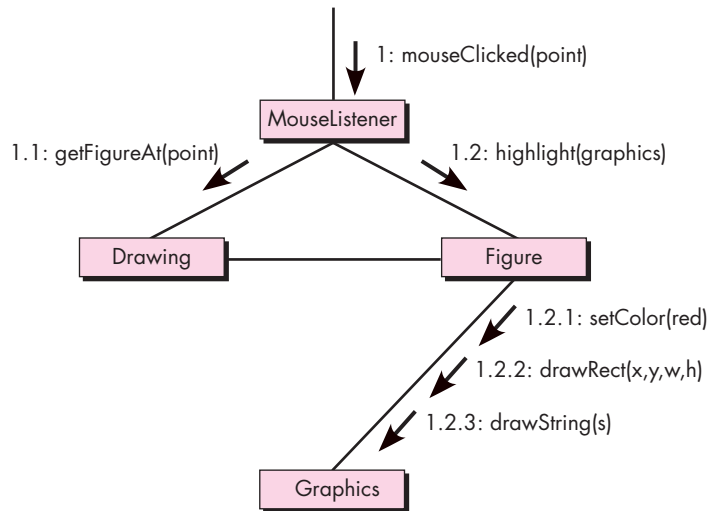 1: mouseClicked(point)
MouseListener
1.1: getFigureAt(point)
1.2: highlight(graphics)
Drawing
Figure
1.2.1: setColor(red)
1.2.2: drawRect(x,y,w,h)
1.2.3: drawString(s)
Graphics